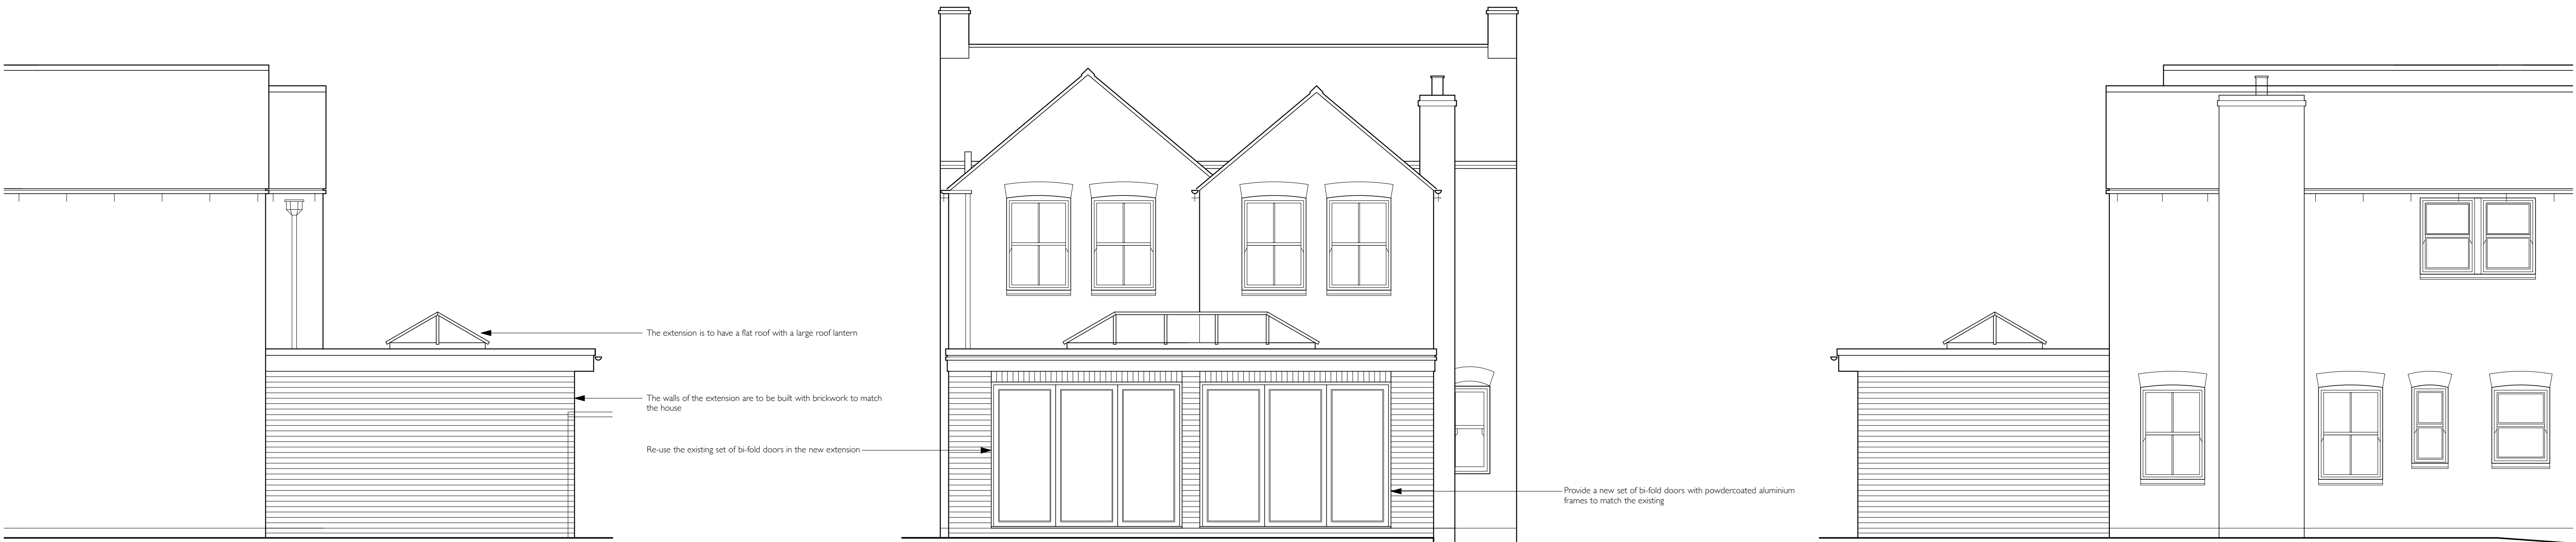 The extension is to have a flat roof with a large roof lantern
The walls of the extension are to be built with brickwork to match
the house
Re-use the existing set of bi-fold doors in the new extension
Provide a new set of bi-fold doors with powdercoated aluminium
frames to match the existing